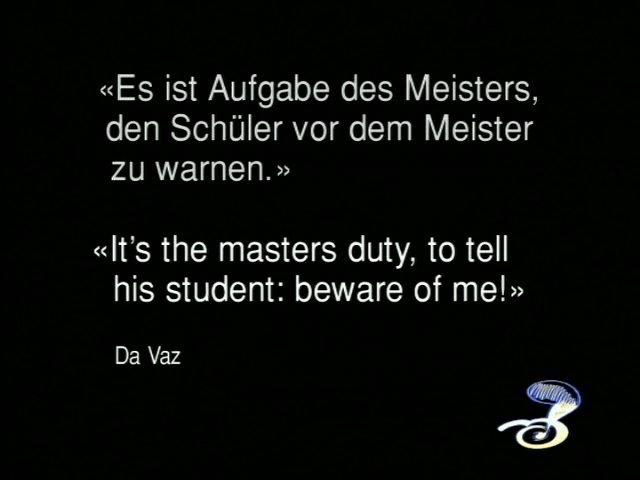 «Es ist Aufgabe des Meisters,
den Schüler vor dem Meister
zu warnen.»
«It's the masters duty, to tell
his student: beware of me!»
Da Vaz